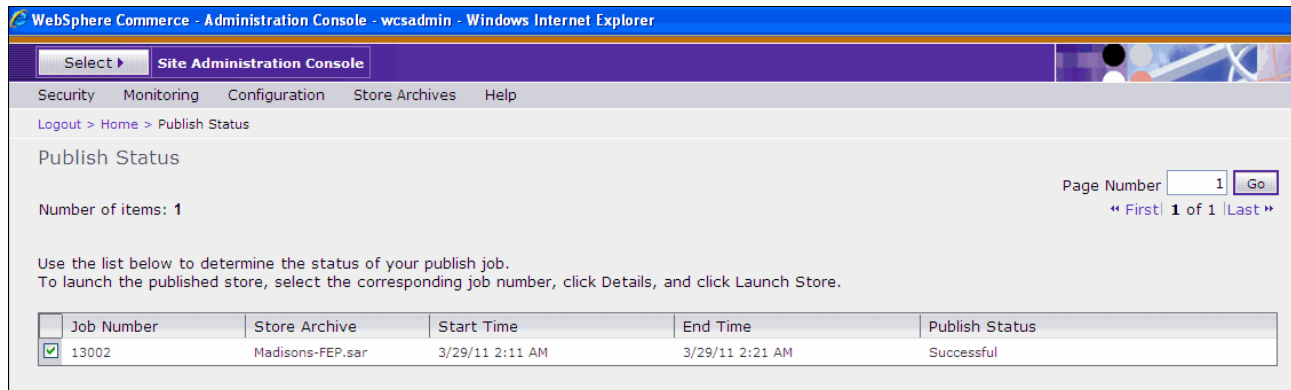 WebSphere Commerce - Administration Console - wcsadmin - Windows Internet Explorer
Select Site Administration Console
Security Monitoring Configuration Store Archives Help
Logout > Home > Publish Status
Publish Status
Page Number 1 Go
Number of items: 1
First| 1 of 1 |Last
Use the list below to determine the status of your publish job.
To launch the published store, select the corresponding job number, click Details, and click Launch Store.
Job Number Store Archive Start Time End Time Publish Status
13002 Madisons-FEP.sar 3/29/11 2:11 AM 3/29/11 2:21 AM Successful